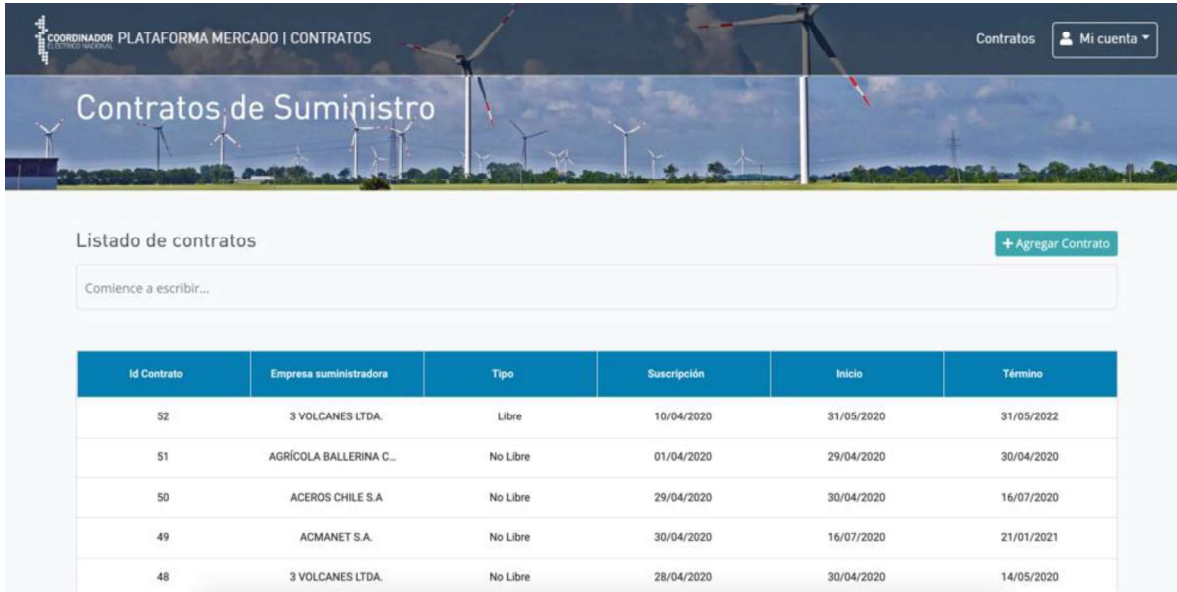 COORDINADOR
ELÉCTRICO NACIONAL
PLATAFORMA MERCADO | CONTRATOS
Contratos
Mi cuenta
Contratos de Suministro
Listado de contratos
+ Agregar Contrato
Comience a escribir...
Id Contrato Empresa suministradora Tipo Suscripción Inicio Término
52 3 VOLCANES LTDA. Libre 10/04/2020 31/05/2020 31/05/2022
51 AGRÍCOLA BALLERINA C... No Libre 01/04/2020 29/04/2020 30/04/2020
50 ACEROS CHILE S.A No Libre 29/04/2020 30/04/2020 16/07/2020
49 ACMANET S.A. No Libre 30/04/2020 16/07/2020 21/01/2021
48 3 VOLCANES LTDA. No Libre 28/04/2020 30/04/2020 14/05/2020